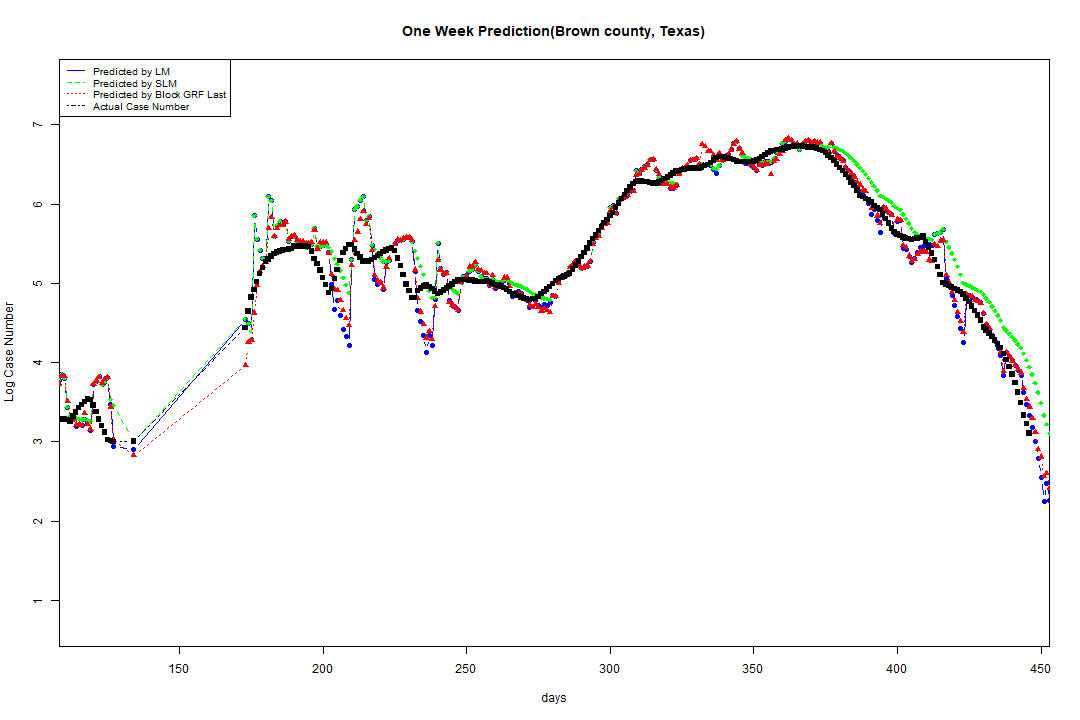 One Week Prediction(Brown county, Texas)
Predicted by LM
Predicted by SLM
Predicted by Block GRF Last
Actual Case Number
7
6
5
4
3
2
1
Log Case Number
150 200 250 300 350 400 450
days